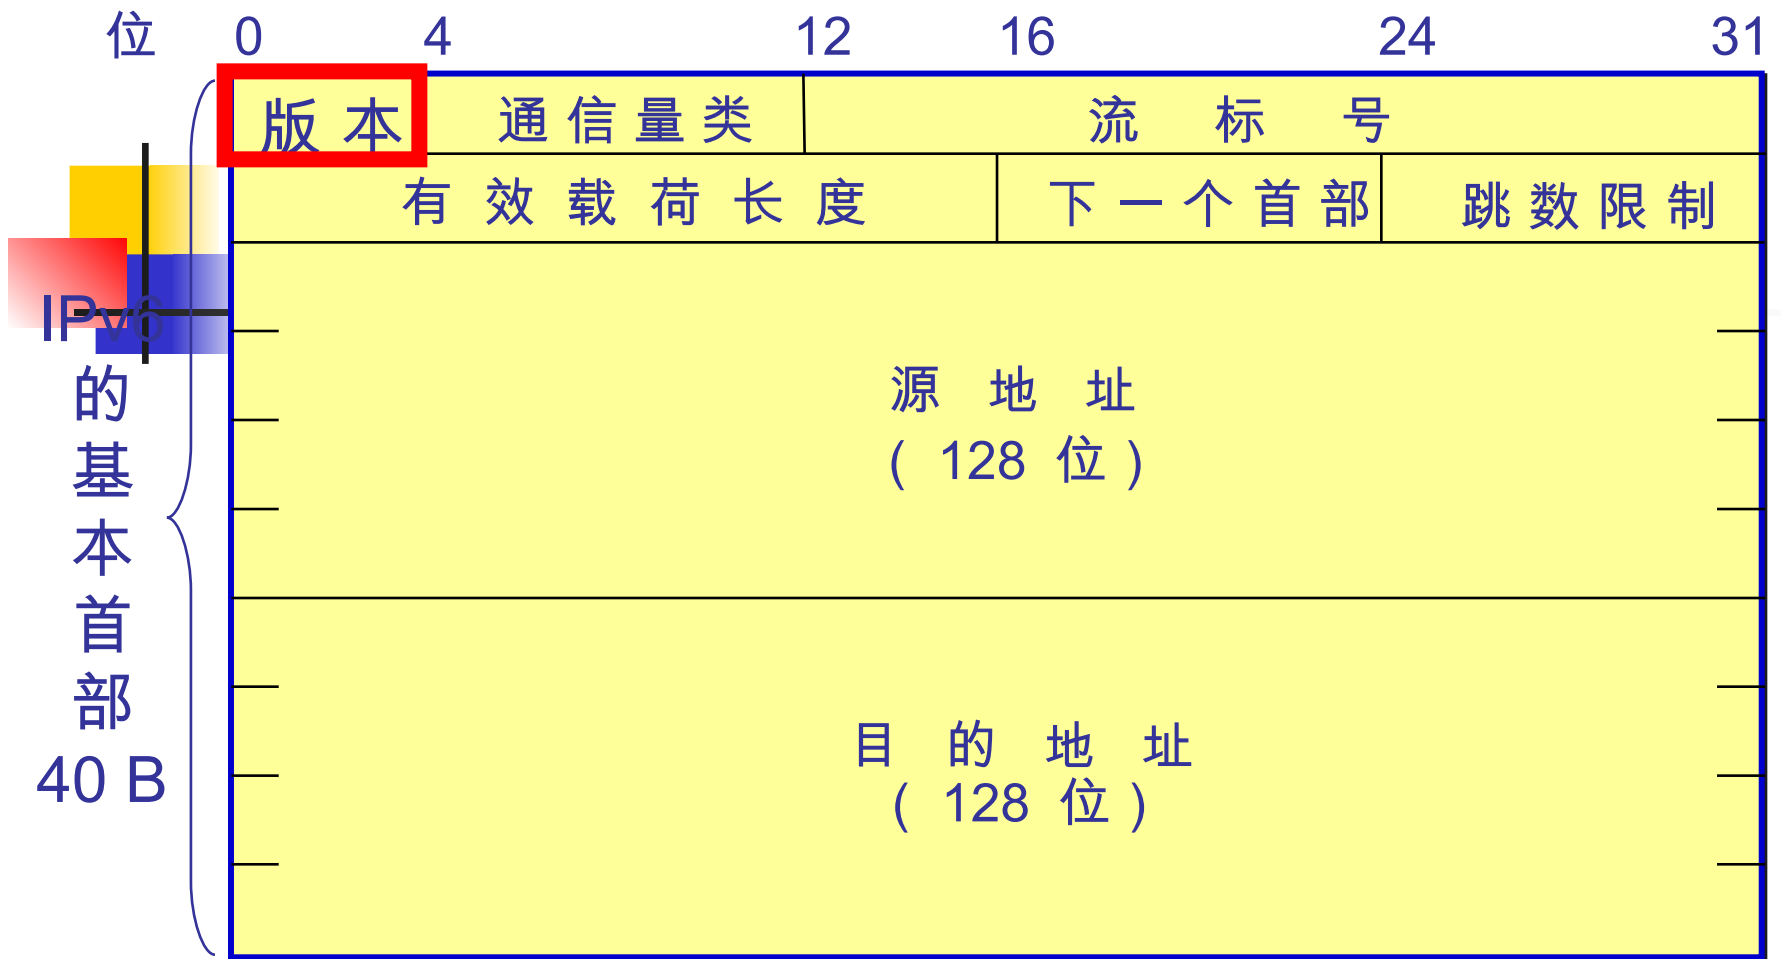 位 0 4 12 16 24 31
版 本 通 信 量 类 流 标 号
有 效 载 荷 长 度 下 一 个 首 部 跳 数 限 制
IPv6
的
基
本
首
部
40 B
源 地 址
( 128 位 )
目 的 地 址
( 128 位 )